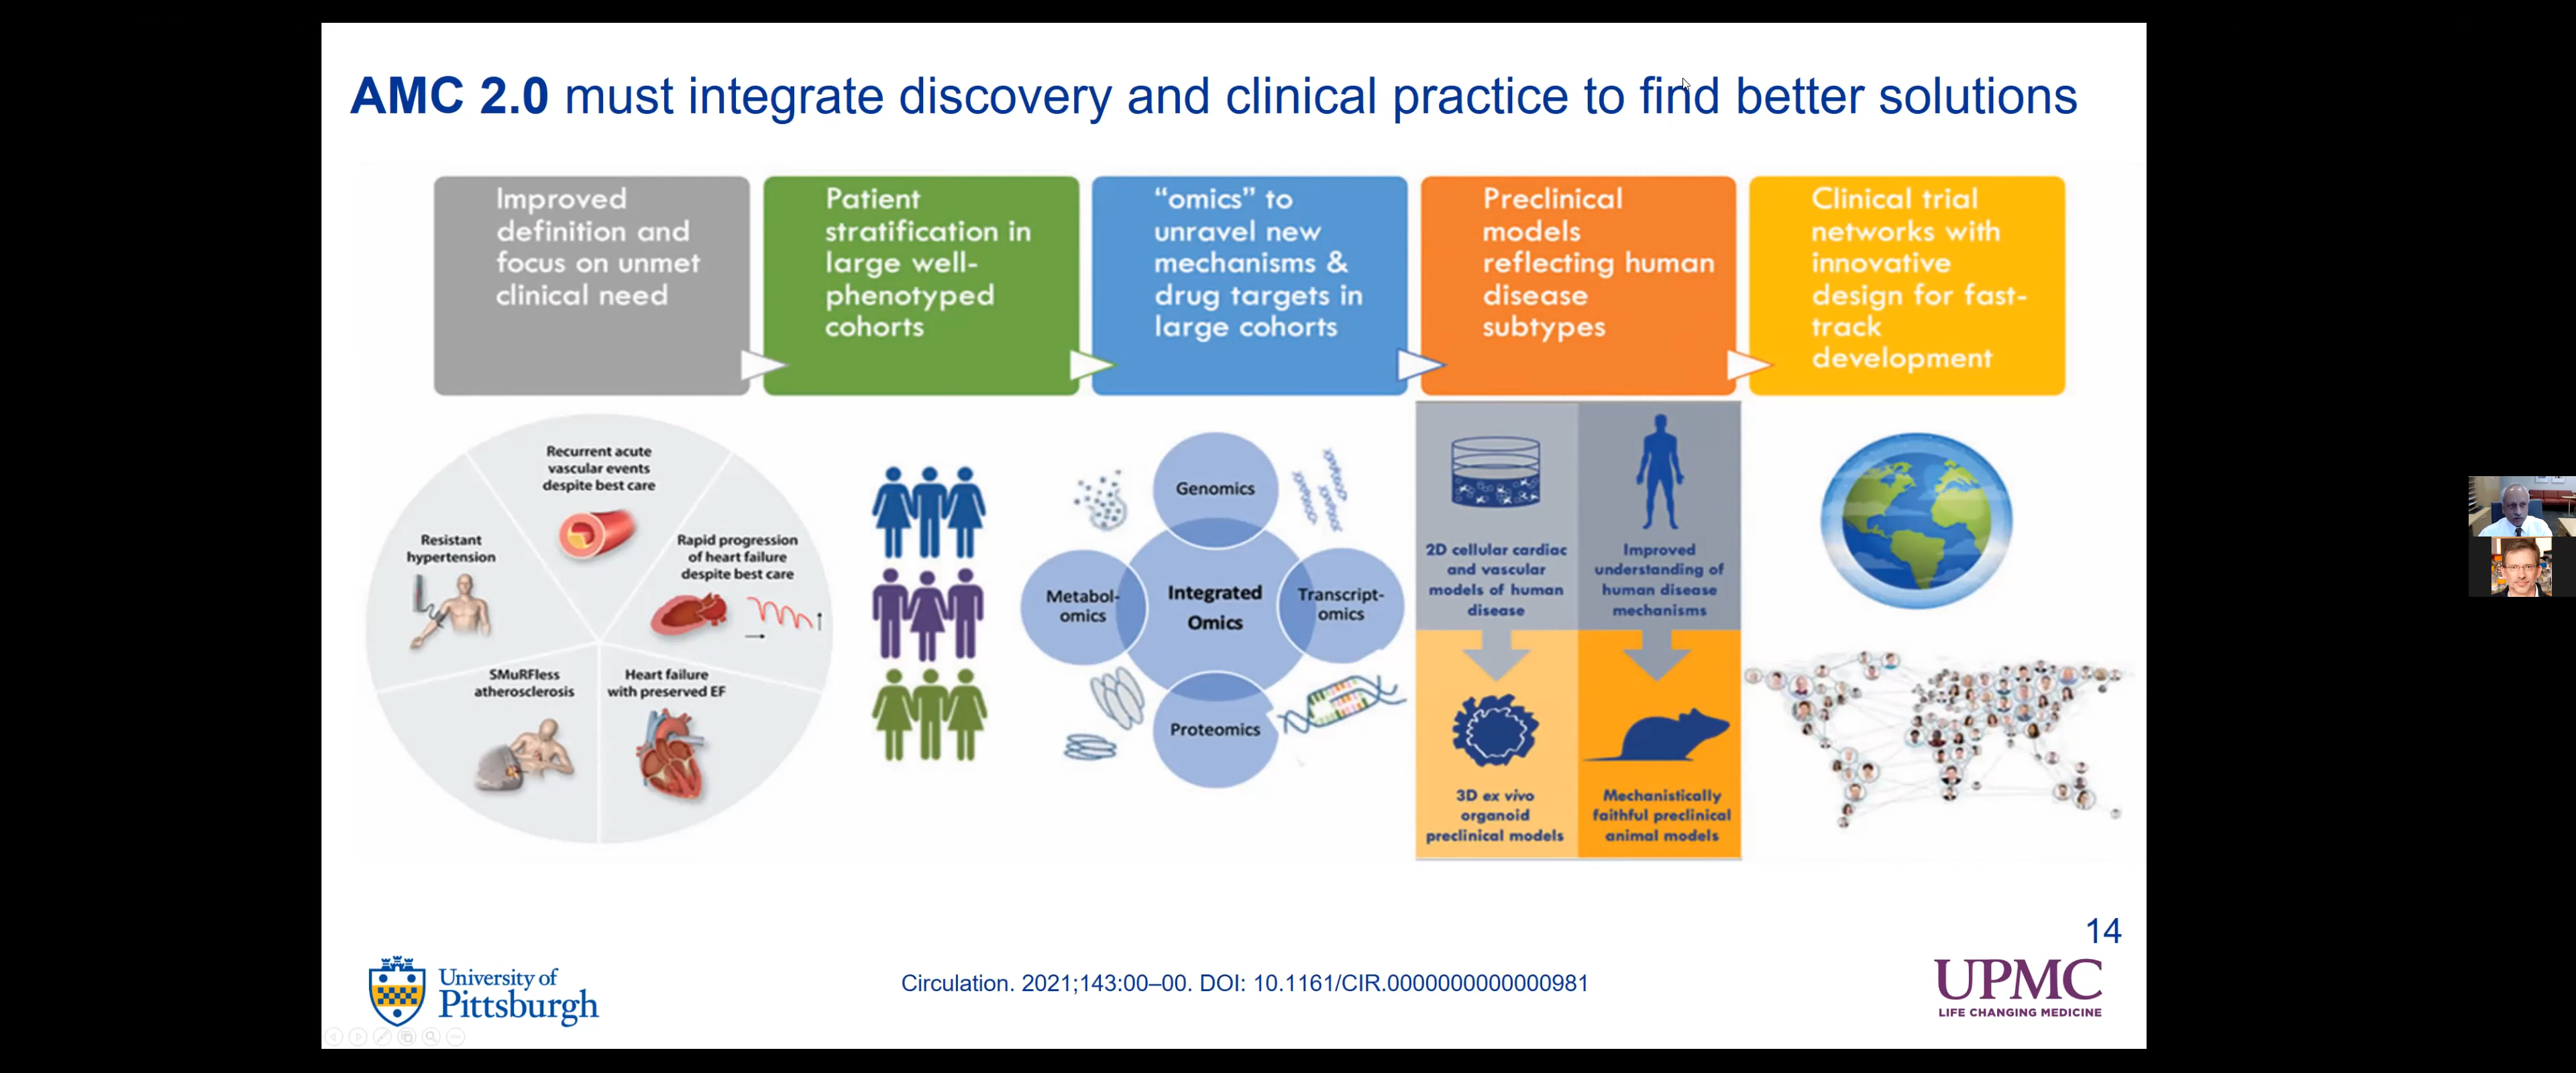 AMC 2.0 must integrate discovery and clinical practice to find better solutions
Improved
definition and
focus on unmet
clinical need
Patient
stratification in
large well-
phenotyped
cohorts
“omics” to
unravel new
mechanisms &
drug targets in
large cohorts
Preclinical
models
reflecting human
disease
subtypes
Clinical trial
networks with
innovative
design for fast-
track
development
Recurrent acute
vascular events
despite best care
Resistant
hypertension
Rapid progression
of heart failure
despite best care
SMuRFless
atherosclerosis
Heart failure
with preserved EF
Genomics
Metabol-
omics
Integrated
Omics
Transcript-
omics
Proteomics
2D cellular cardiac
and vascular
models of human
disease
Improved
understanding of
human disease
mechanisms
3D ex vivo
organoid
preclinical models
Mechanistically
faithful preclinical
animal models
14
University of
Pittsburgh
Circulation. 2021;143:00–00. DOI: 10.1161/CIR.0000000000000981
UPMC
LIFE CHANGING MEDICINE